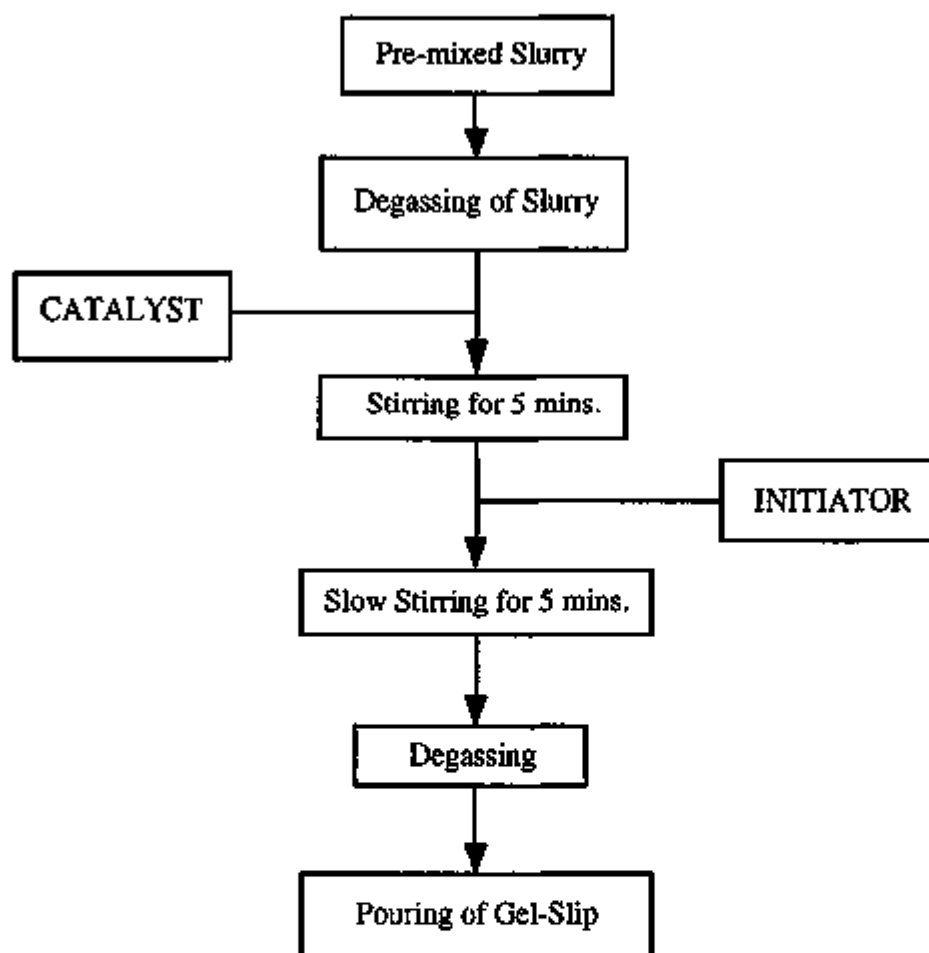 Pre-mixed Slurry
Degassing of Slurry
CATALYST
Stirring for 5 mins.
INITIATOR
Slow Stirring for 5 mins.
Degassing
Pouring of Gel-Slip